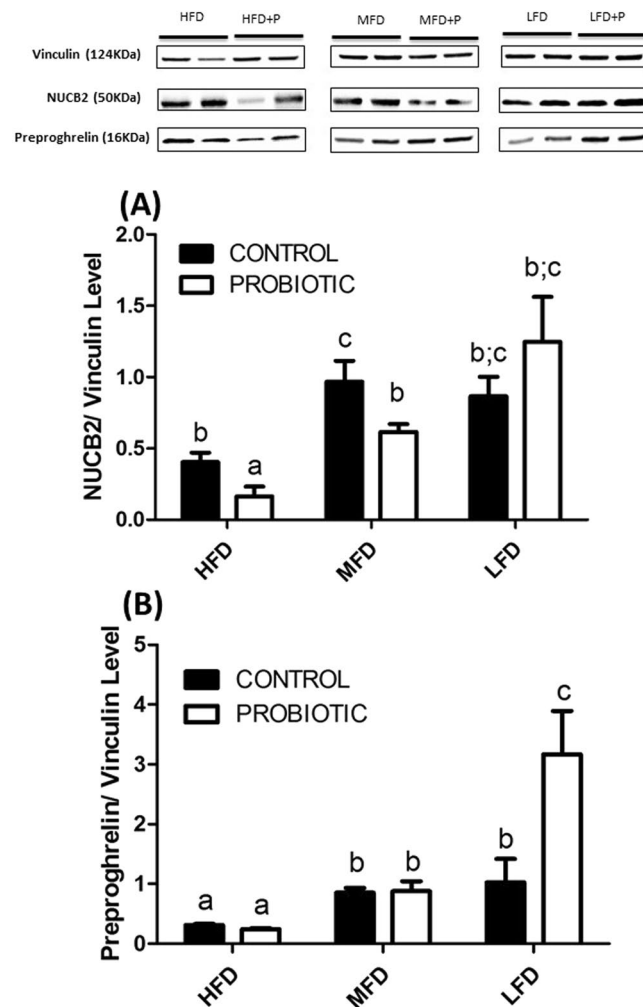 HFD HFD+P MFD MFD+P LFD LFD+P
Vinculin (124KDa)
NUCB2 (50KDa)
Preproghrelin (16KDa)
(A)
NUCB2/ Vinculin Level
2.0
1.5
1.0
0.5
0.0
CONTROL
PROBIOTIC
b
a
c
b
b;c
b;c
HFD
MFD
LFD
(B)
Preproghrelin/ Vinculin Level
5
4
3
2
1
0
CONTROL
PROBIOTIC
a
a
b
b
b
c
HFD
MFD
LFD